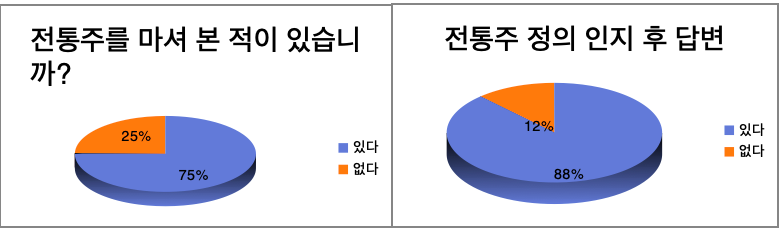 전통주를 마셔 본 적이 있습니
까?
25%
75%
있다
없다
전통주 정의 인지 후 답변
12%
88%
있다
없다